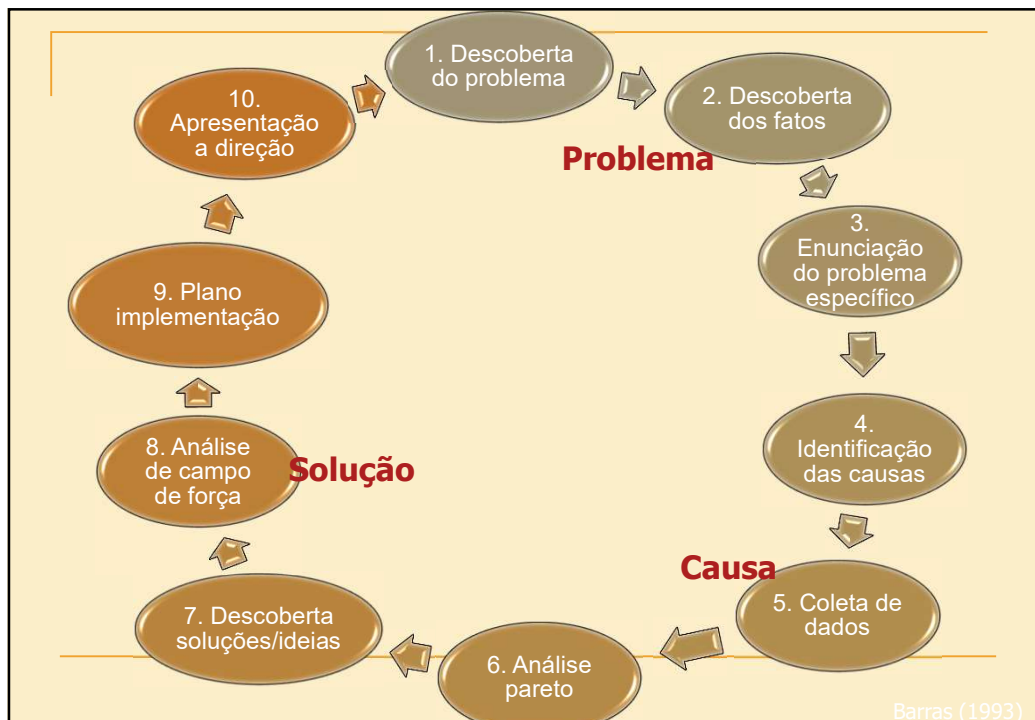 1. Descoberta
do problema
2. Descoberta
dos fatos
Problema
3.
Enunciação
do problema
específico
4.
Identificação
das causas
Causa
5. Coleta de
dados
6. Análise
pareto
7. Descoberta
soluções/ideias
8. Análise
de campo
de força
Solução
9. Plano
implementação
10.
Apresentação
a direção
Barras (1993)